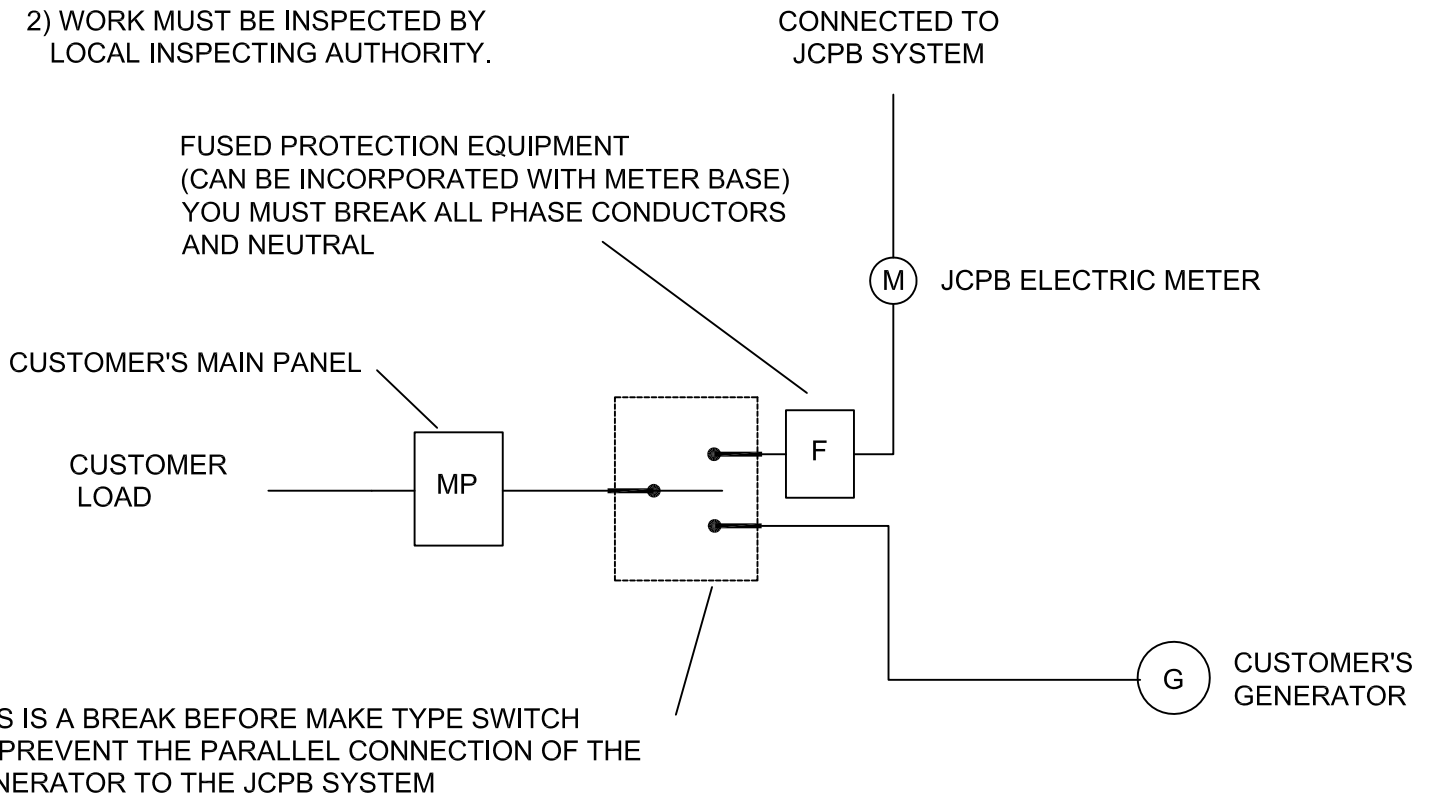 2) WORK MUST BE INSPECTED BY
LOCAL INSPECTING AUTHORITY.
CONNECTED TO
JCPB SYSTEM
FUSED PROTECTION EQUIPMENT
(CAN BE INCORPORATED WITH METER BASE)
YOU MUST BREAK ALL PHASE CONDUCTORS
AND NEUTRAL
M
JCPB ELECTRIC METER
CUSTOMER'S MAIN PANEL
F
CUSTOMER
LOAD
MP
G
CUSTOMER'S
GENERATOR
S IS A BREAK BEFORE MAKE TYPE SWITCH
PREVENT THE PARALLEL CONNECTION OF THE
NERATOR TO THE JCPB SYSTEM